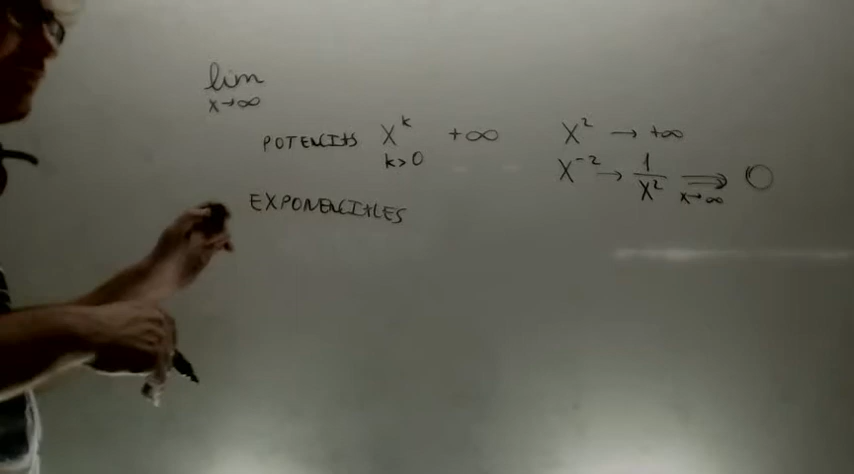 lim
x→∞
POTENCIAS x^k +∞ x² → +∞
k>0
x⁻² → 1/x² ⇒ 0
x→∞
EXPONENCIALES